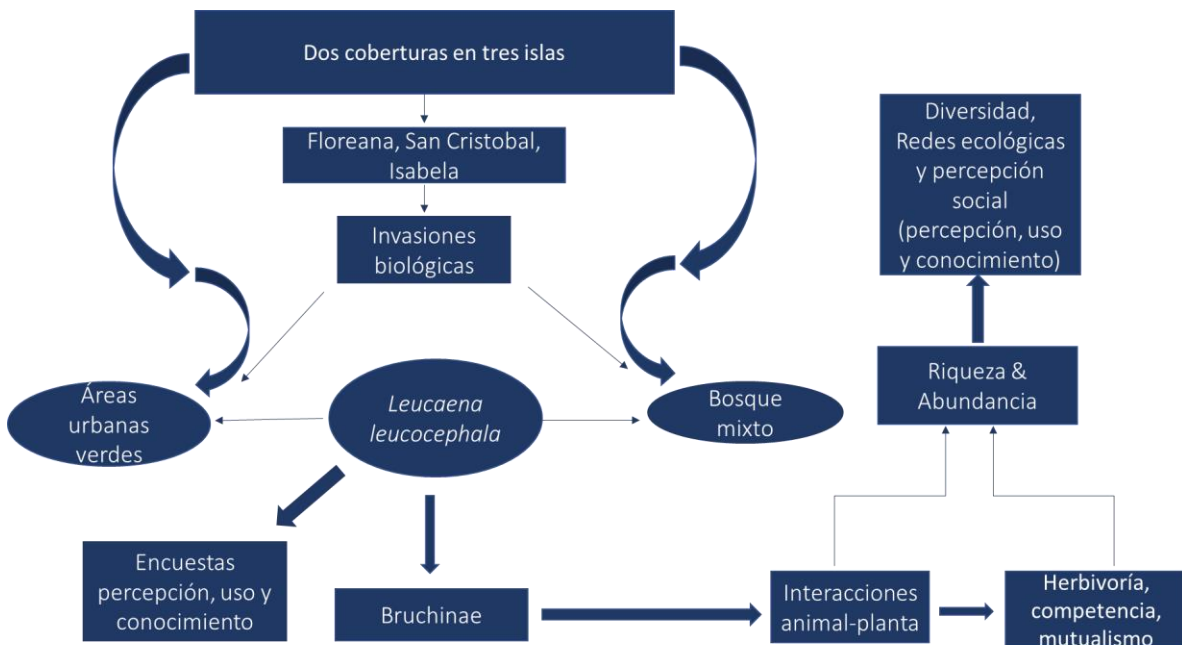 Dos coberturas en tres islas
Floreana, San Cristobal,
Isabela
Invasiones
biológicas
Áreas
urbanas
verdes
Leucaena
leucocephala
Bosque
mixto
Encuestas
percepción, uso y
conocimiento
Bruchinae
Interacciones
animal-planta
Herbivoría,
competencia,
mutualismo
Riqueza &
Abundancia
Diversidad,
Redes ecológicas
y percepción
social
(percepción, uso
y conocimiento)